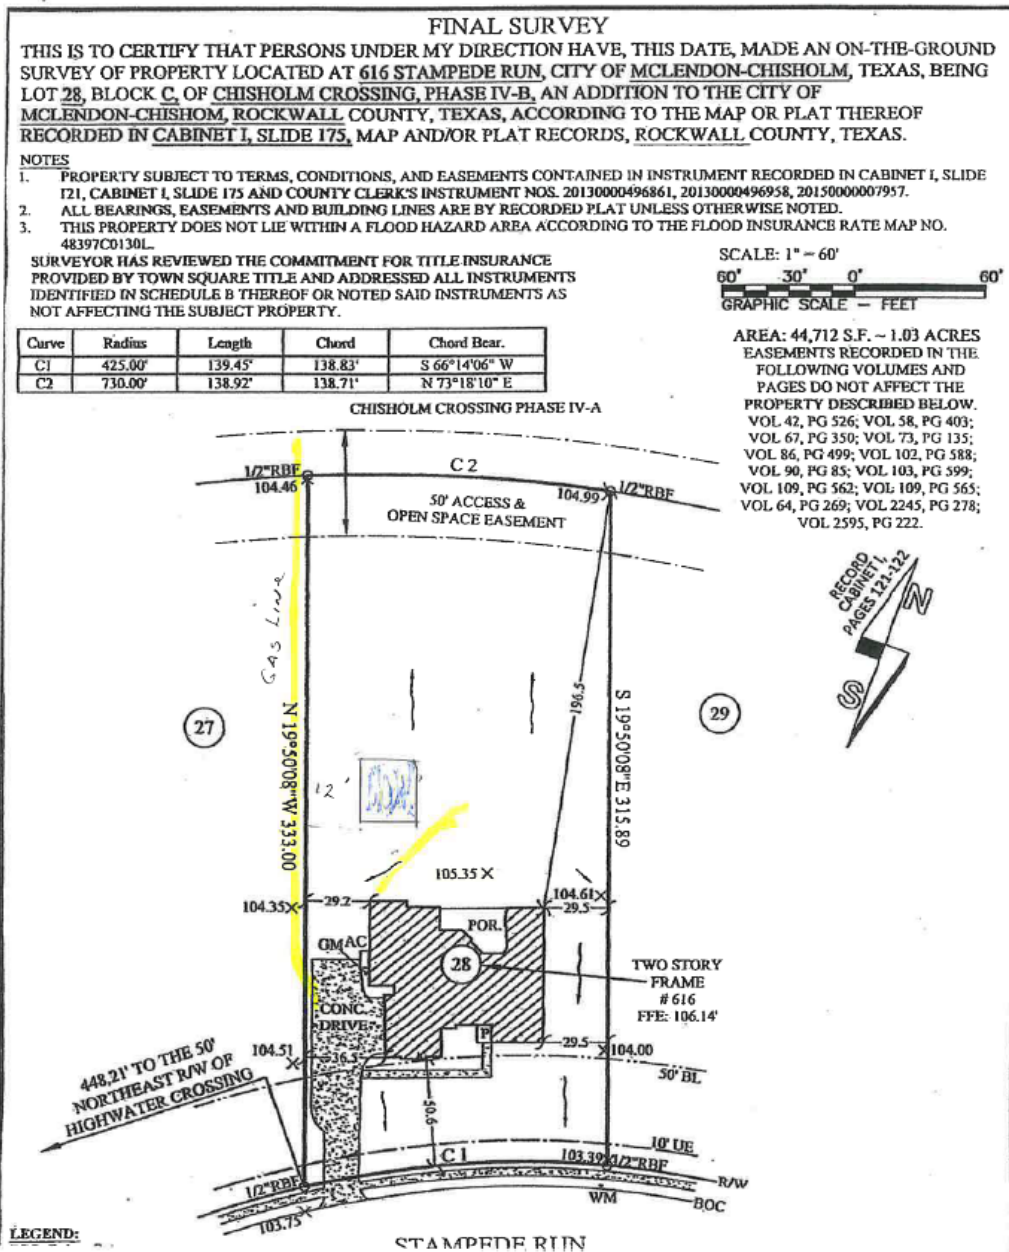 FINAL SURVEY
THIS IS TO CERTIFY THAT PERSONS UNDER MY DIRECTION HAVE, THIS DATE, MADE AN ON-THE-GROUND
SURVEY OF PROPERTY LOCATED AT 616 STAMPEDE RUN, CITY OF MCLENDON-CHISHOLM, TEXAS, BEING
LOT 28, BLOCK C, OF CHISHOLM CROSSING, PHASE IV-B, AN ADDITION TO THE CITY OF
MCLENDON-CHISHOM, ROCKWALL COUNTY, TEXAS, ACCORDING TO THE MAP OR PLAT THEREOF
RECORDED IN CABINET I, SLIDE 175, MAP AND/OR PLAT RECORDS, ROCKWALL COUNTY, TEXAS.
NOTES
1. PROPERTY SUBJECT TO TERMS, CONDITIONS, AND EASEMENTS CONTAINED IN INSTRUMENT RECORDED IN CABINET I, SLIDE
121, CABINET I, SLIDE 175 AND COUNTY CLERK'S INSTRUMENT NOS. 20130000496861, 20130000496958, 20150000007957.
2. ALL BEARINGS, EASEMENTS AND BUILDING LINES ARE BY RECORDED PLAT UNLESS OTHERWISE NOTED.
3. THIS PROPERTY DOES NOT LIE WITHIN A FLOOD HAZARD AREA ACCORDING TO THE FLOOD INSURANCE RATE MAP NO.
48397C0130L.
SURVEYOR HAS REVIEWED THE COMMITMENT FOR TITLE INSURANCE
PROVIDED BY TOWN SQUARE TITLE AND ADDRESSED ALL INSTRUMENTS
IDENTIFIED IN SCHEDULE B THEREOF OR NOTED SAID INSTRUMENTS AS
NOT AFFECTING THE SUBJECT PROPERTY.
SCALE: 1" ~ 60'
60' 30' 0' 60'
GRAPHIC SCALE – FEET
Curve Radius Length Chord Chord Bear.
C1 425.00' 139.45' 138.83' S 66°14'06" W
C2 730.00' 138.92' 138.71' N 73°18'10" E
AREA: 44,712 S.F. ~ 1.03 ACRES
EASEMENTS RECORDED IN THE
FOLLOWING VOLUMES AND
PAGES DO NOT AFFECT THE
PROPERTY DESCRIBED BELOW.
VOL 42, PG 526; VOL 58, PG 403;
VOL 67, PG 350; VOL 73, PG 135;
VOL 86, PG 499; VOL 102, PG 588;
VOL 90, PG 85; VOL 103, PG 599;
VOL 109, PG 562; VOL 109, PG 565;
VOL 64, PG 269; VOL 2245, PG 278;
VOL 2595, PG 222.
CHISHOLM CROSSING PHASE IV-A
1/2"RBF
104.46
C 2
104.99
1/2"RBF
50' ACCESS &
OPEN SPACE EASEMENT
RECORD
CABINET I,
PAGES 121-122
N
S
GAS Line
N 19°50'08"W 333.00
196.5
S 19°50'08"E 315.89
27
29
12'
105.35
104.35
29.2
104.61
29.5
POR.
GM AC
28
CONC.
DRIVE
P
TWO STORY
FRAME
# 616
FFE: 106.14'
104.51
36.5
29.5
104.00
50' BL
448.21' TO THE 50'
NORTHEAST R/W OF
HIGHWATER CROSSING
50.6
10' UE
C 1
103.39
1/2"RBF
1/2"RBF
R/W
WM
BOC
103.75
LEGEND:
STAMPEDE RUN